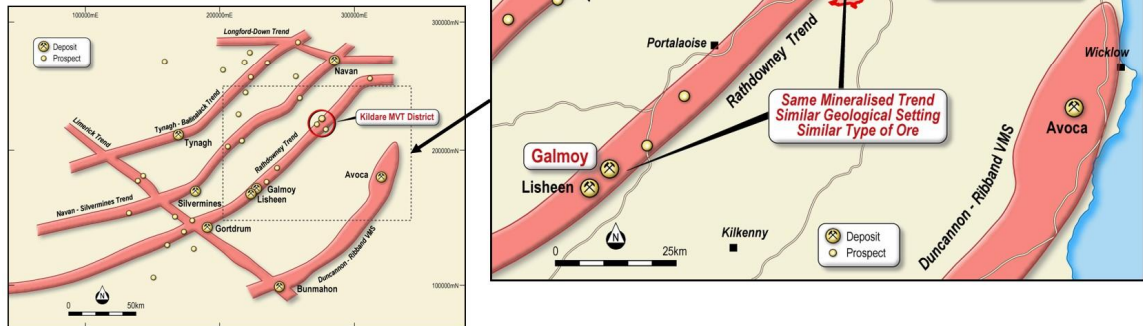 100000mE
200000mE
300000mE
300000mN
Longford-Down Trend
Deposit
Prospect
Navan
Limerick Trend
Tynagh - Ballinalack Trend
Kildare MVT District
Tynagh
Rathdowney Trend
200000mN
Avoca
Galmoy
Lisheen
Silvermines
Navan - Silvermines Trend
Gortdrum
Duncannon - Ribband VMS
Bunmahon
100000mN
N
0 50km
Portalaoise
Rathdowney Trend
Wicklow
Same Mineralised Trend
Similar Geological Setting
Similar Type of Ore
Avoca
Galmoy
Lisheen
Duncannon - Ribband VMS
Kilkenny
N
0 25km
Deposit
Prospect